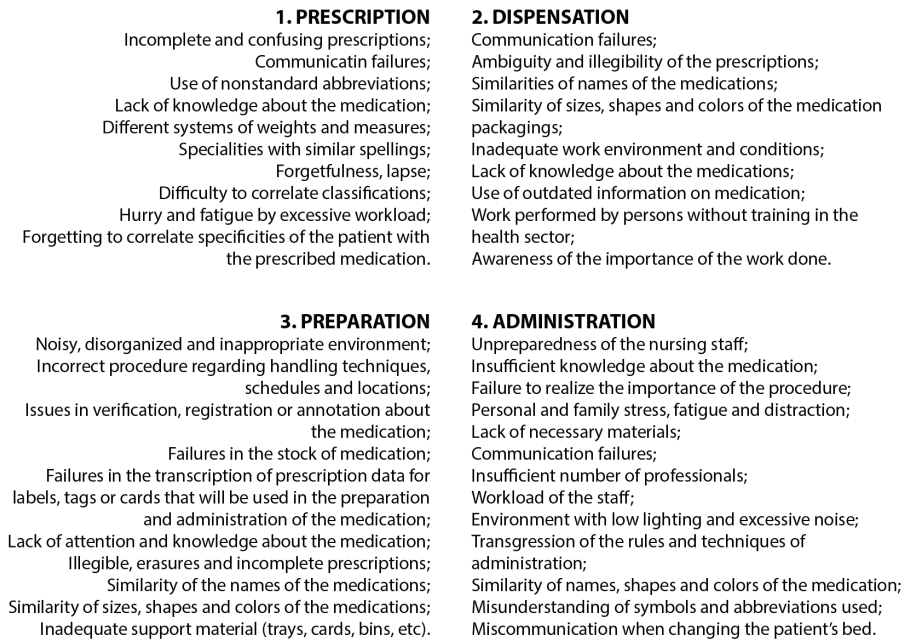 1. PRESCRIPTION
Incomplete and confusing prescriptions;
Communicatin failures;
Use of nonstandard abbreviations;
Lack of knowledge about the medication;
Different systems of weights and measures;
Specialities with similar spellings;
Forgetfulness, lapse;
Difficulty to correlate classifications;
Hurry and fatigue by excessive workload;
Forgetting to correlate specificities of the patient with
the prescribed medication.
2. DISPENSATION
Communication failures;
Ambiguity and illegibility of the prescriptions;
Similarities of names of the medications;
Similarity of sizes, shapes and colors of the medication
packagings;
Inadequate work environment and conditions;
Lack of knowledge about the medications;
Use of outdated information on medication;
Work performed by persons without training in the
health sector;
Awareness of the importance of the work done.
3. PREPARATION
Noisy, disorganized and inappropriate environment;
Incorrect procedure regarding handling techniques,
schedules and locations;
Issues in verification, registration or annotation about
the medication;
Failures in the stock of medication;
Failures in the transcription of prescription data for
labels, tags or cards that will be used in the preparation
and administration of the medication;
Lack of attention and knowledge about the medication;
Illegible, erasures and incomplete prescriptions;
Similarity of the names of the medications;
Similarity of sizes, shapes and colors of the medications;
Inadequate support material (trays, cards, bins, etc).
4. ADMINISTRATION
Unpreparedness of the nursing staff;
Insufficient knowledge about the medication;
Failure to realize the importance of the procedure;
Personal and family stress, fatigue and distraction;
Lack of necessary materials;
Communication failures;
Insufficient number of professionals;
Workload of the staff;
Environment with low lighting and excessive noise;
Transgression of the rules and techniques of
administration;
Similarity of names, shapes and colors of the medication;
Misunderstanding of symbols and abbreviations used;
Miscommunication when changing the patient's bed.